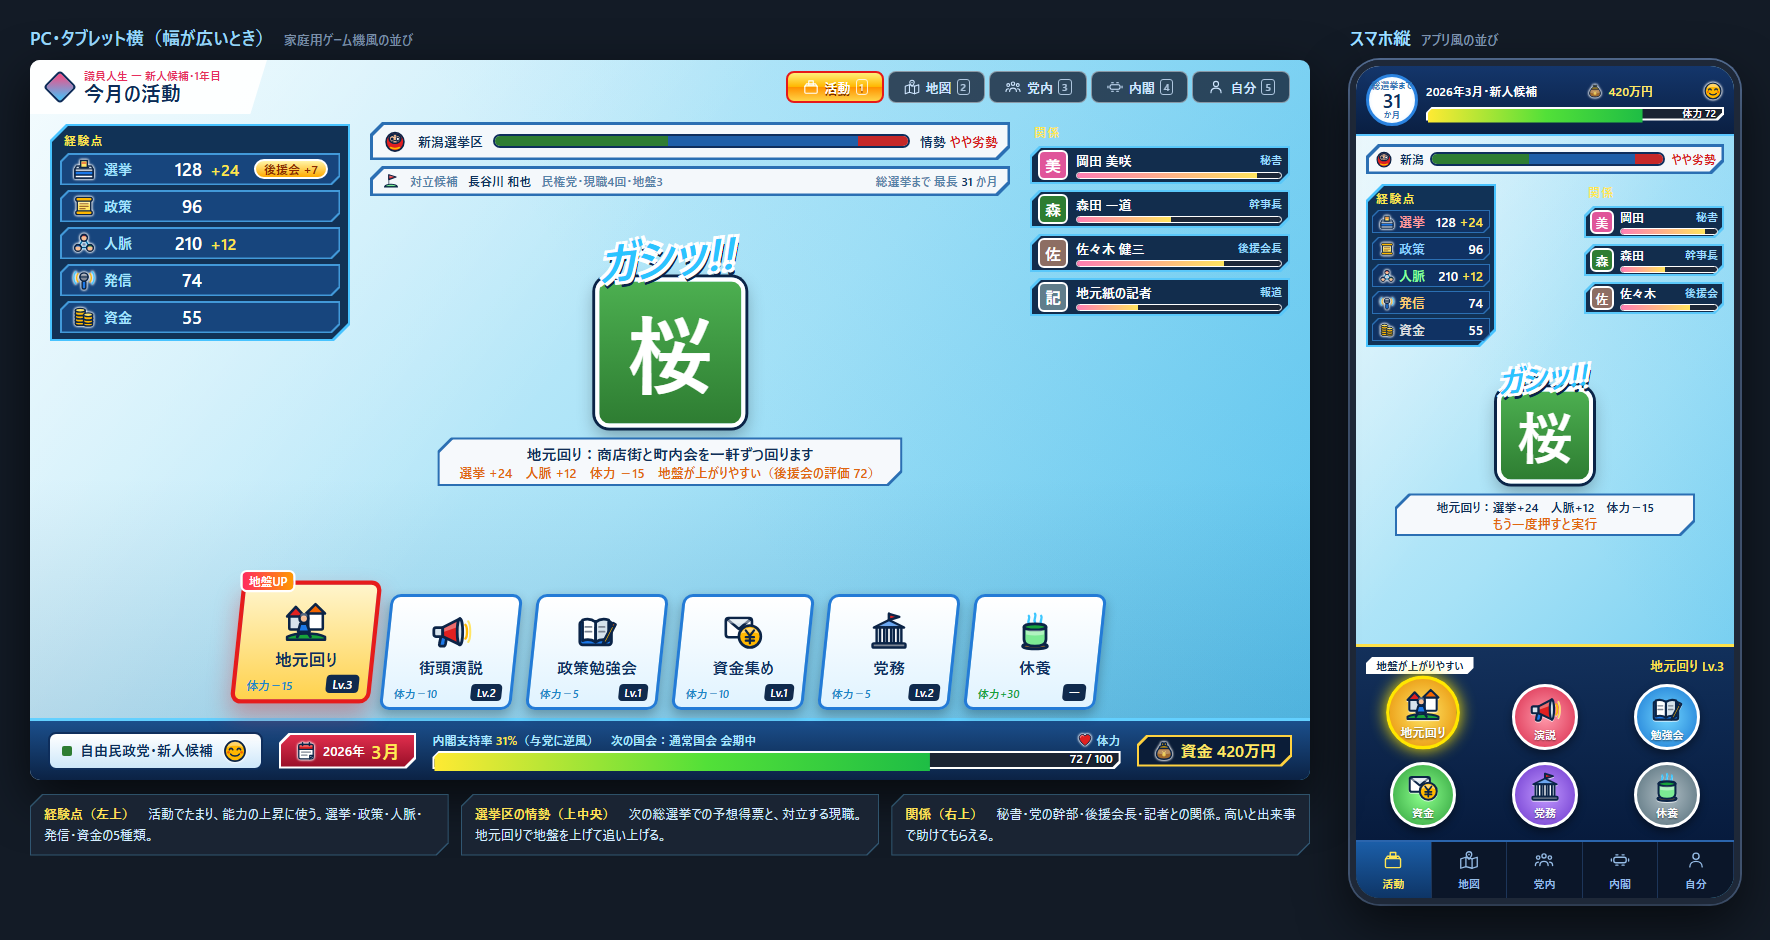 PC・タブレット横（幅が広いとき） 家庭用ゲーム機風の並び
議員人生 ― 新人候補・1年目
今月の活動
活動 1
地図 2
党内 3
内閣 4
自分 5
経験点
選挙 128 +24 後援会 +7
政策 96
人脈 210 +12
発信 74
資金 55
新潟選挙区 情勢 やや劣勢
対立候補 長谷川 和也 民権党・現職4回・地盤3 総選挙まで 最長 31 か月
関係
美 岡田 美咲 秘書
森 森田 一道 幹事長
佐 佐々木 健三 後援会長
記 地元紙の記者 報道
ガシッ!!
桜
地元回り：商店街と町内会を一軒ずつ回ります
選挙 +24 人脈 +12 体力 −15 地盤が上がりやすい（後援会の評価 72）
地盤UP
地元回り
体力−15 Lv.3
街頭演説
体力−10 Lv.2
政策勉強会
体力−5 Lv.1
資金集め
体力−10 Lv.1
党務
体力−5 Lv.2
休養
体力+30 —
自由民政党・新人候補
2026年 3月
内閣支持率 31%（与党に逆風） 次の国会：通常国会 会期中
体力
72 / 100
資金 420万円
経験点（左上） 活動でたまり、能力の上昇に使う。選挙・政策・人脈・
発信・資金の5種類。
選挙区の情勢（上中央） 次の総選挙での予想得票と、対立する現職。
地元回りで地盤を上げて追い上げる。
関係（右上） 秘書・党の幹部・後援会長・記者との関係。高いと出来事
で助けてもらえる。
スマホ縦 アプリ風の並び
総選挙まで
31
か月
2026年3月・新人候補 420万円
体力 72
新潟 やや劣勢
経験点
選挙 128 +24
政策 96
人脈 210 +12
発信 74
資金 55
関係
美 岡田 秘書
森 森田 幹事長
佐 佐々木 後援会
ガシッ!!
桜
地元回り：選挙+24 人脈+12 体力−15
もう一度押すと実行
地盤が上がりやすい 地元回り Lv.3
地元回り
演説
勉強会
資金
党務
休養
活動
地図
党内
内閣
自分